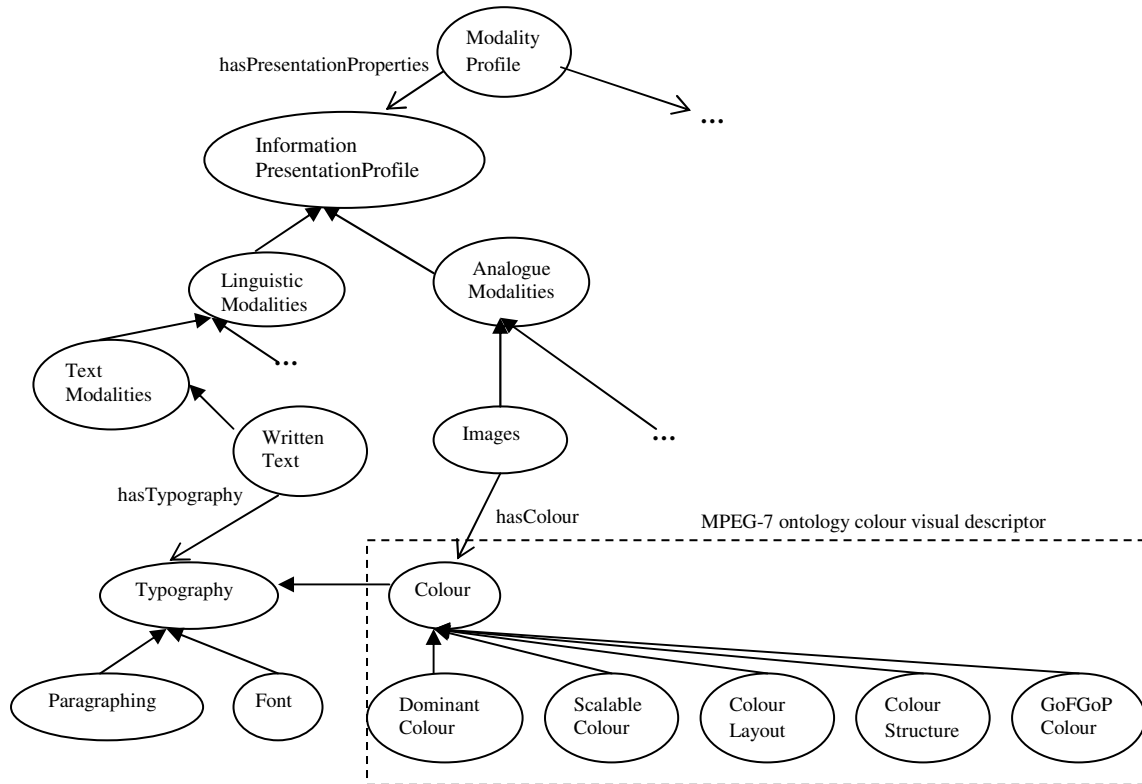 Modality
Profile
hasPresentationProperties
...
Information
PresentationProfile
Linguistic
Modalities
Analogue
Modalities
...
Text
Modalities
Written
Text
Images
...
hasTypography
hasColour
MPEG-7 ontology colour visual descriptor
Typography
Colour
Paragraphing
Font
Dominant
Colour
Scalable
Colour
Colour
Layout
Colour
Structure
GoFGoP
Colour